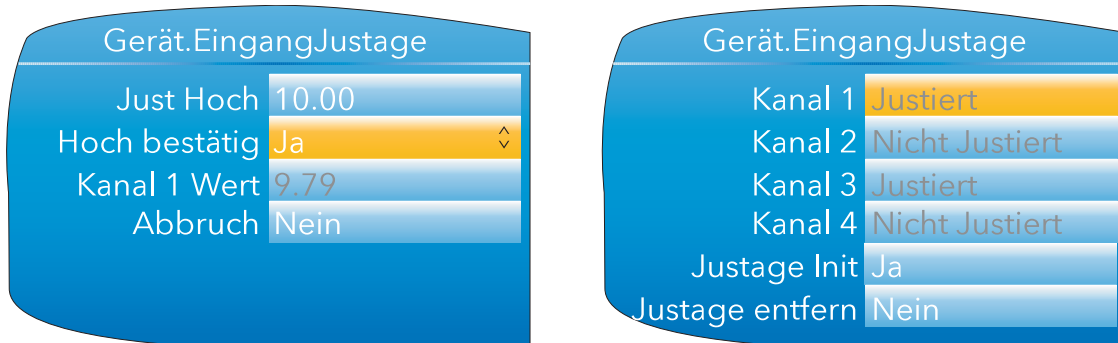 Gerät.EingangJustage
Just Hoch 10.00
Hoch bestätig Ja
Kanal 1 Wert 9.79
Abbruch Nein
Gerät.EingangJustage
Kanal 1 Justiert
Kanal 2 Nicht Justiert
Kanal 3 Justiert
Kanal 4 Nicht Justiert
Justage Init Ja
Justage entfern Nein